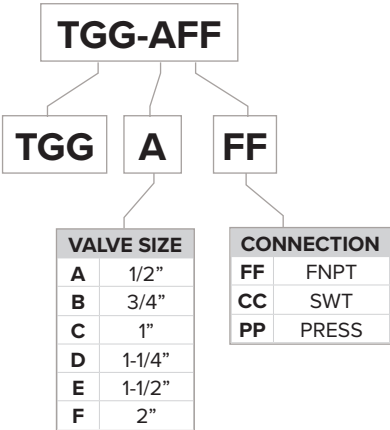 TGG-AFF
TGG A FF
VALVE SIZE
A 1/2”
B 3/4”
C 1”
D 1-1/4”
E 1-1/2”
F 2”
CONNECTION
FF FNPT
CC SWT
PP PRESS